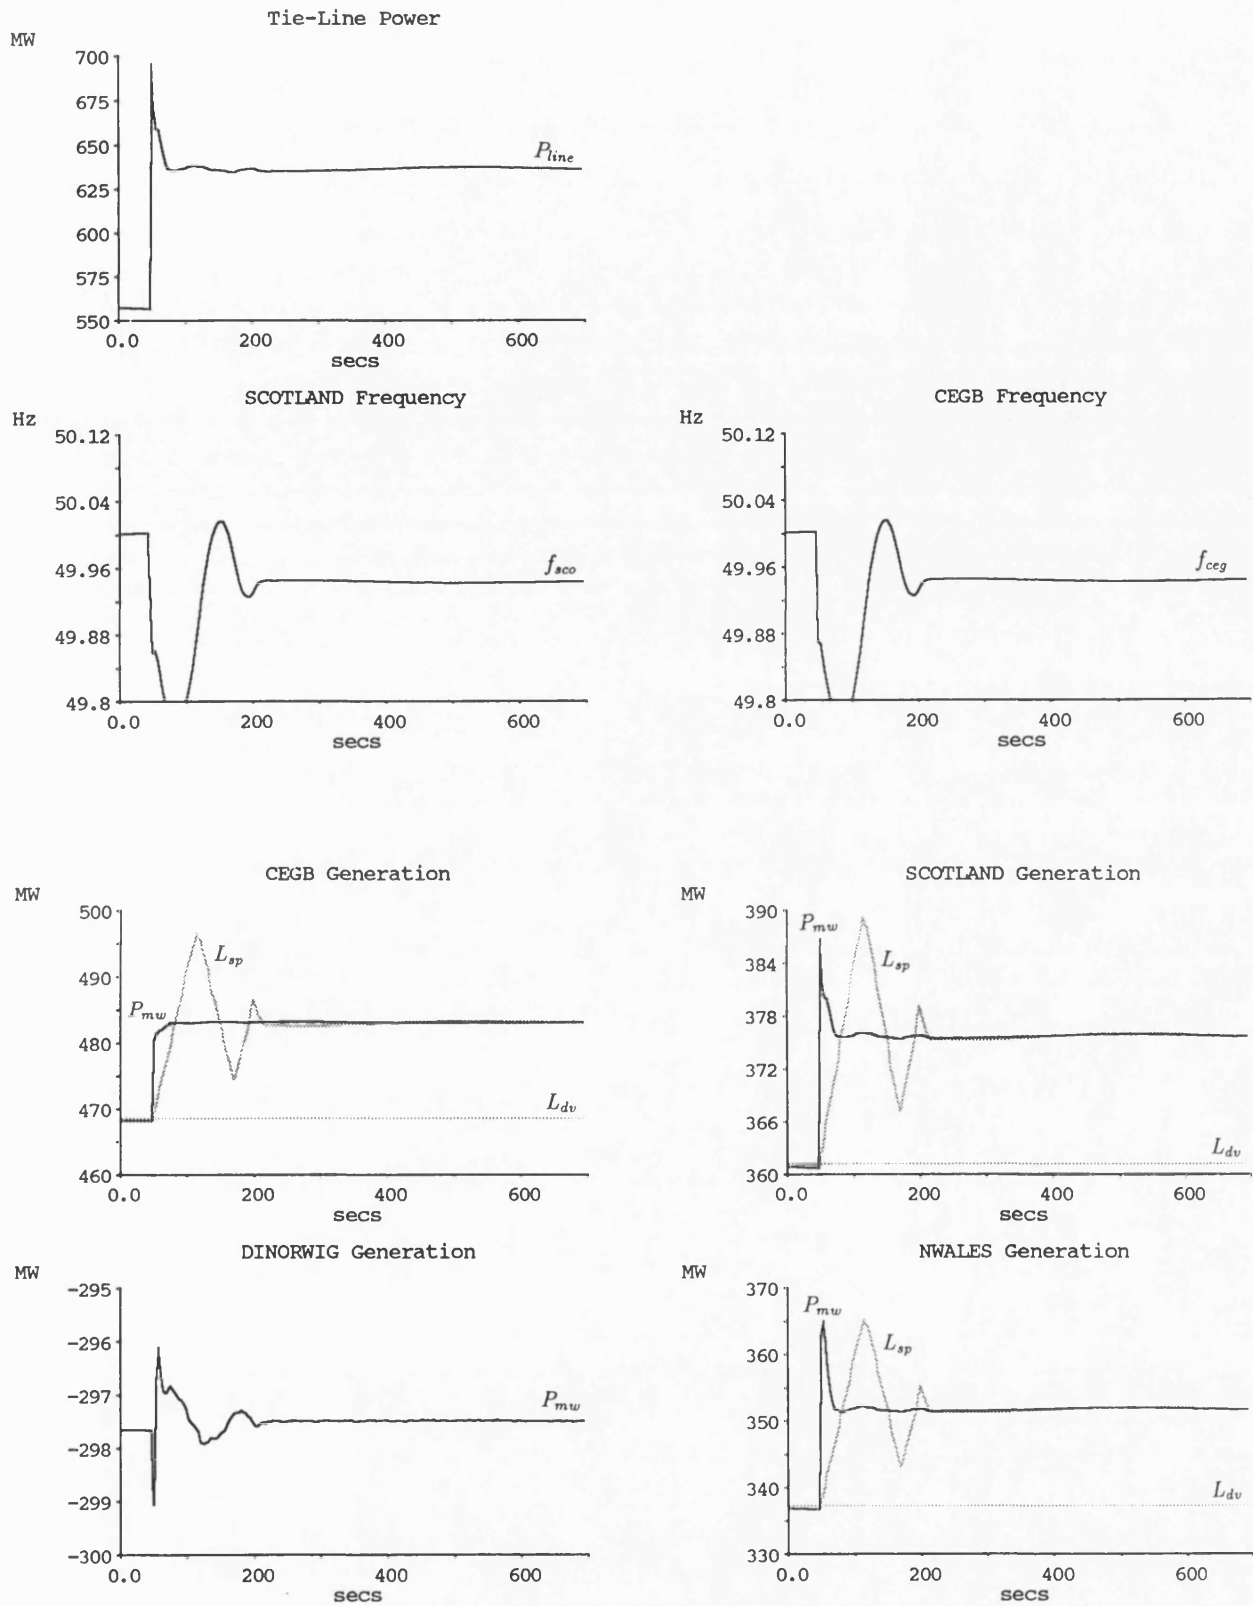 Tie-Line Power
MW
700
675
650
625
600
575
550
P_line
0.0 200 400 600
secs
SCOTLAND Frequency
Hz
50.12
50.04
49.96
49.88
49.8
f_sco
0.0 200 400 600
secs
CEGB Frequency
Hz
50.12
50.04
49.96
49.88
49.8
f_ceg
0.0 200 400 600
secs
CEGB Generation
MW
500
490
480
470
460
L_sp
P_mw
L_dv
0.0 200 400 600
secs
SCOTLAND Generation
MW
390
384
378
372
366
360
P_mw
L_sp
L_dv
0.0 200 400 600
secs
DINORWIG Generation
MW
-295
-296
-297
-298
-299
-300
P_mw
0.0 200 400 600
secs
NWALES Generation
MW
370
360
350
340
330
P_mw
L_sp
L_dv
0.0 200 400 600
secs